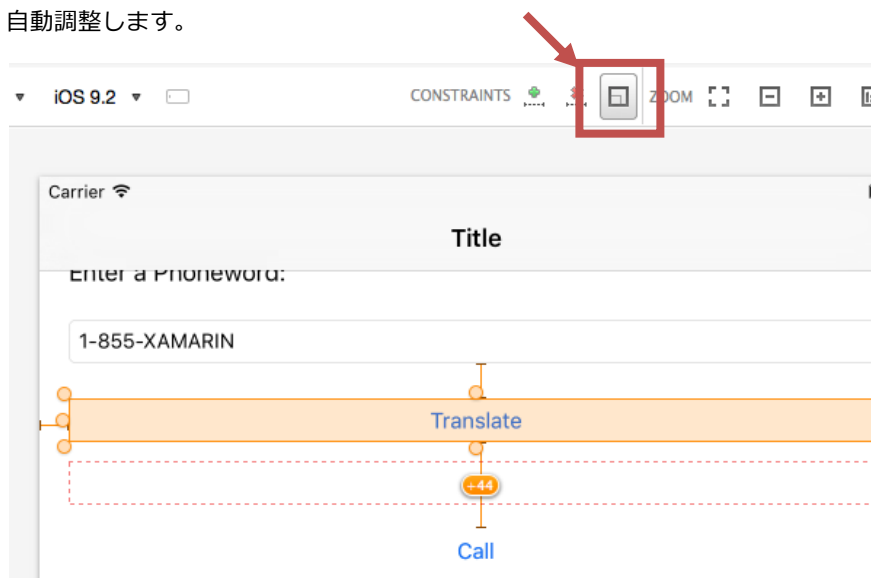 自動調整します。
iOS 9.2
CONSTRAINTS
ZOOM
Carrier
Title
Enter a Phoneword:
1-855-XAMARIN
Translate
+44
Call